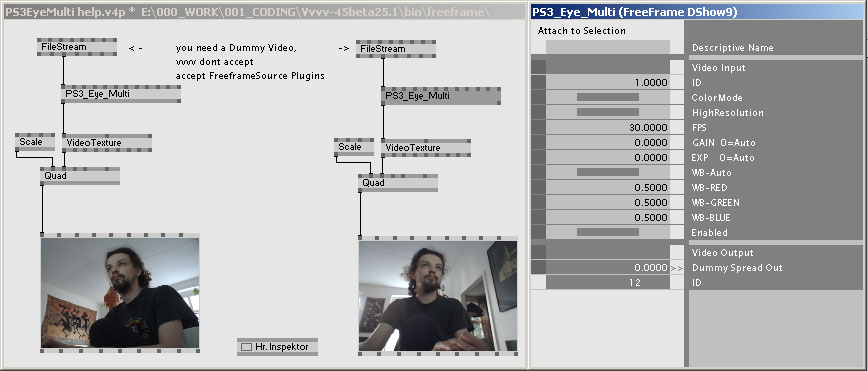 PS3EyeMulti help.v4p * E:\000_WORK\001_CODING\Vvvv-45beta25.1\bin\freeframe\
FileStream
< -
you need a Dummy Video,
vvvv dont accept
accept FreeframeSource Plugins
->
FileStream
PS3_Eye_Multi
PS3_Eye_Multi
Scale
VideoTexture
Scale
VideoTexture
Quad
Quad
Hr. Inspektor
PS3_Eye_Multi (FreeFrame DShow9)
Attach to Selection
Descriptive Name
Video Input
1.0000 ID
ColorMode
HighResolution
30.0000 FPS
0.0000 GAIN 0=Auto
0.0000 EXP 0=Auto
WB-Auto
0.5000 WB-RED
0.5000 WB-GREEN
0.5000 WB-BLUE
Enabled
Video Output
0.0000 >> Dummy Spread Out
12 ID